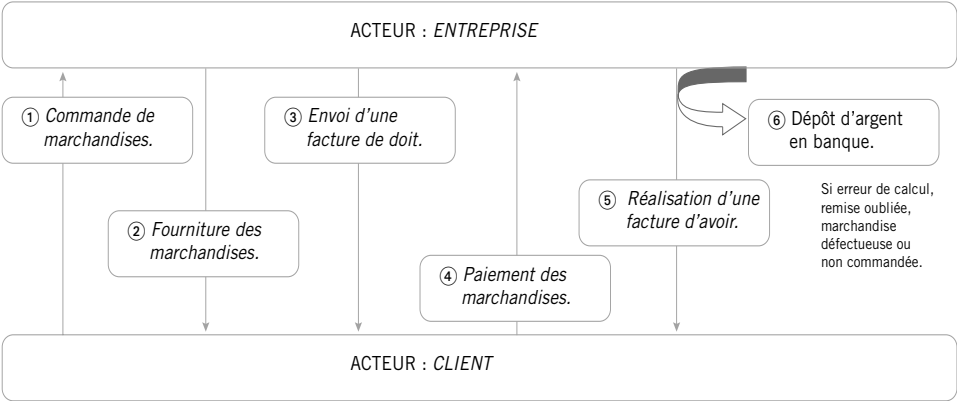 ACTEUR : ENTREPRISE
① Commande de
marchandises.
③ Envoi d'une
facture de doit.
⑥ Dépôt d'argent
en banque.
Si erreur de calcul,
remise oubliée,
marchandise
défectueuse ou
non commandée.
⑤ Réalisation d'une
facture d'avoir.
② Fourniture des
marchandises.
④ Paiement des
marchandises.
ACTEUR : CLIENT